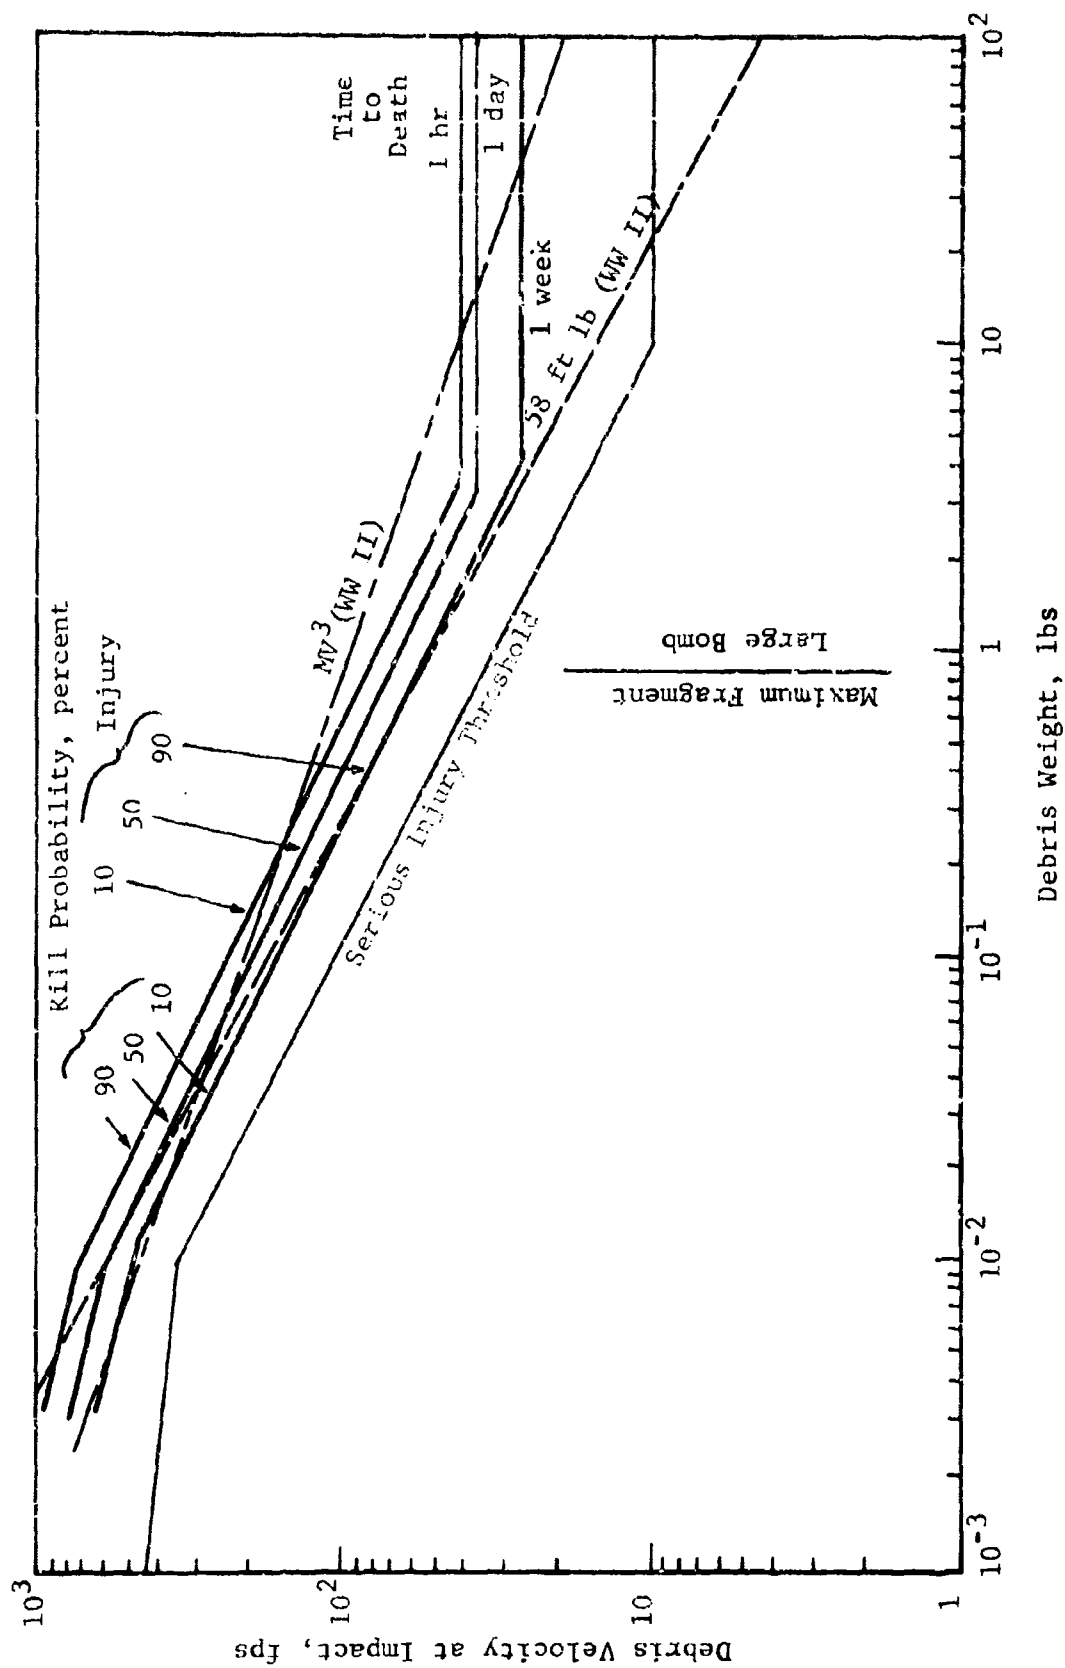 Kill Probability, percent
Injury
90
50
10
10
50
90
Time
to
Death
1 hr
1 day
1 week
MV³ (WW II)
58 ft lb (WW II)
Serious Injury Threshold
Maximum Fragment
Large Bomb
Debris Velocity at Impact, fps
10³
10²
10
1
10⁻³
10⁻²
10⁻¹
1
10
10²
Debris Weight, lbs